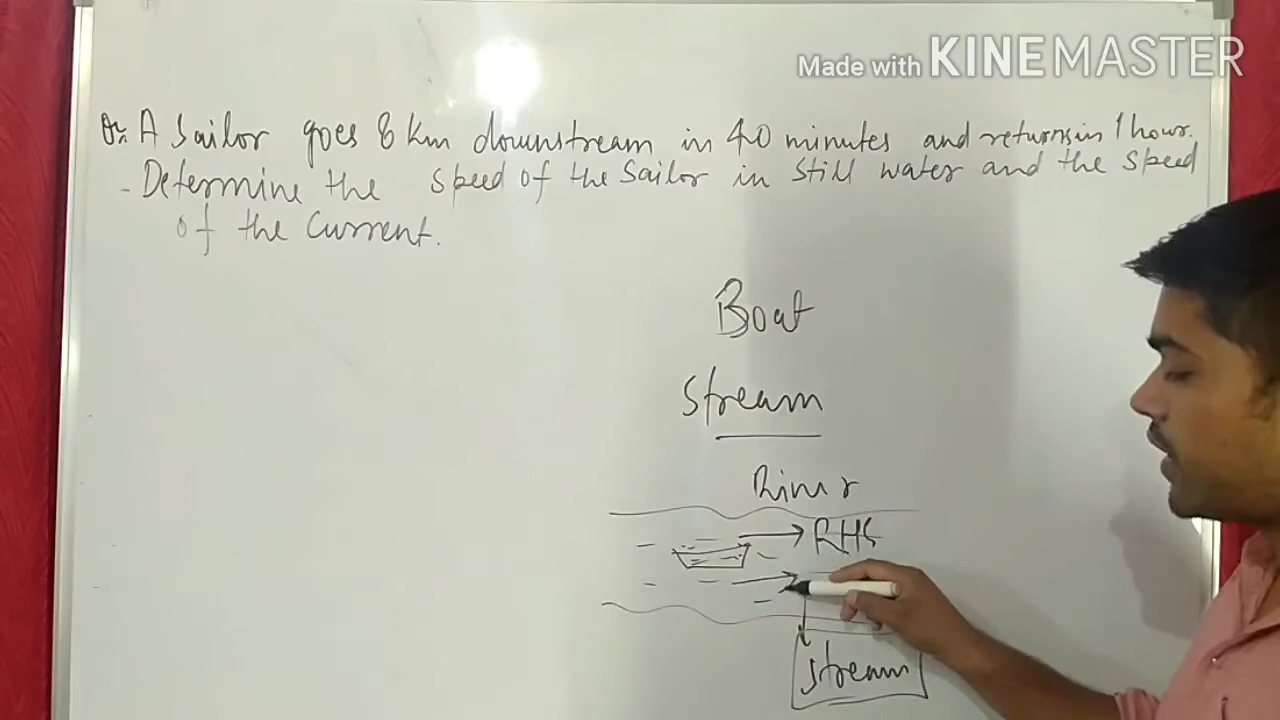 Made with KINEMASTER
Qn. A Sailor goes 8 km downstream in 40 minutes and returns in 1 hour.
- Determine the speed of the Sailor in still water and the speed
of the current.
Boat
stream
River
RHS
stream